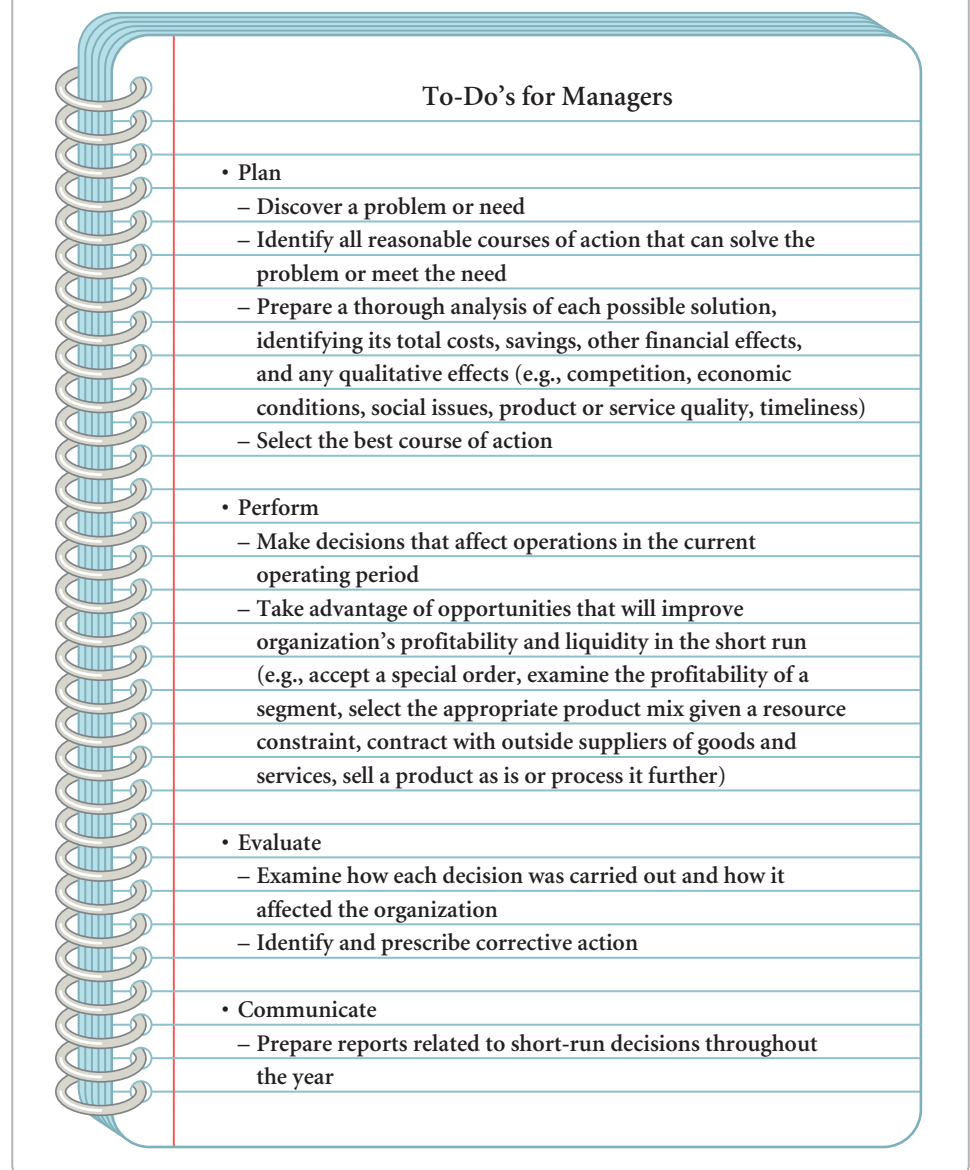 To-Do’s for Managers
• Plan
– Discover a problem or need
– Identify all reasonable courses of action that can solve the
problem or meet the need
– Prepare a thorough analysis of each possible solution,
identifying its total costs, savings, other financial effects,
and any qualitative effects (e.g., competition, economic
conditions, social issues, product or service quality, timeliness)
– Select the best course of action
• Perform
– Make decisions that affect operations in the current
operating period
– Take advantage of opportunities that will improve
organization’s profitability and liquidity in the short run
(e.g., accept a special order, examine the profitability of a
segment, select the appropriate product mix given a resource
constraint, contract with outside suppliers of goods and
services, sell a product as is or process it further)
• Evaluate
– Examine how each decision was carried out and how it
affected the organization
– Identify and prescribe corrective action
• Communicate
– Prepare reports related to short-run decisions throughout
the year